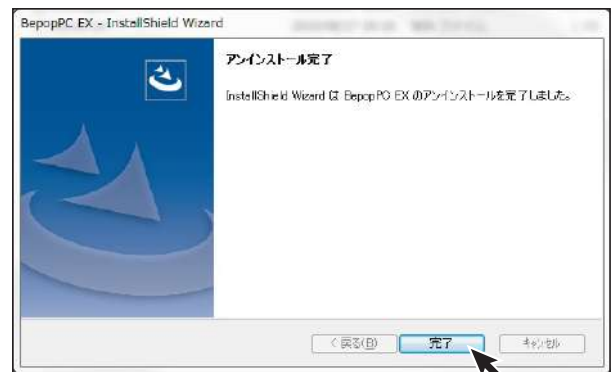 BepopPC EX - InstallShield Wizard
アンインストール完了
InstallShield Wizard は BepopPC EX のアンインストールを完了しました。
< 戻る(B)
完了
キャンセル